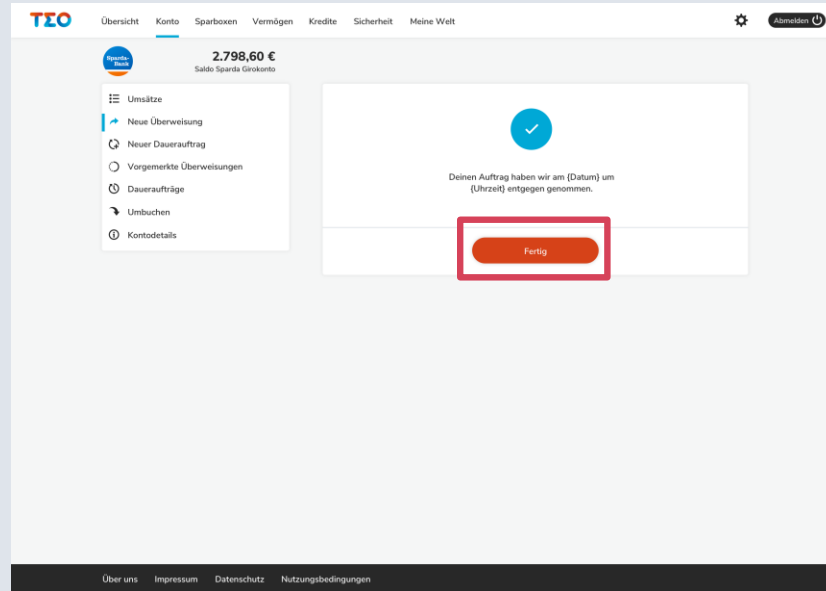 TEO
Übersicht Konto Sparboxen Vermögen Kredite Sicherheit Meine Welt
Abmelden
Sparda-
Bank
2.798,60 €
Saldo Sparda Girokonto
Umsätze
Neue Überweisung
Neuer Dauerauftrag
Vorgemerkte Überweisungen
Daueraufträge
Umbuchen
Kontodetails
Deinen Auftrag haben wir am {Datum} um
{Uhrzeit} entgegen genommen.
Fertig
Über uns Impressum Datenschutz Nutzungsbedingungen